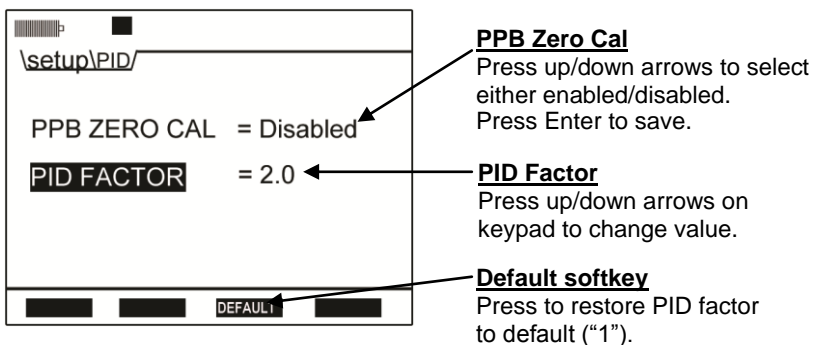 \setup\PID/
PPB ZERO CAL = Disabled
PID FACTOR = 2.0
DEFAULT
PPB Zero Cal
Press up/down arrows to select
either enabled/disabled.
Press Enter to save.
PID Factor
Press up/down arrows on
keypad to change value.
Default softkey
Press to restore PID factor
to default (“1”).